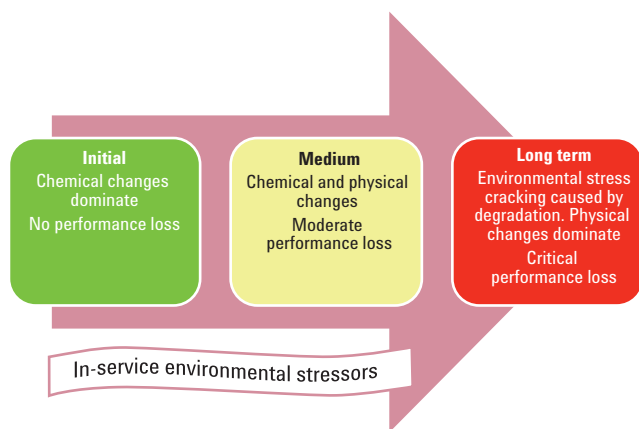 Initial
Chemical changes
dominate
No performance loss
Medium
Chemical and physical
changes
Moderate
performance loss
Long term
Environmental stress
cracking caused by
degradation. Physical
changes dominate
Critical
performance loss
In-service environmental stressors